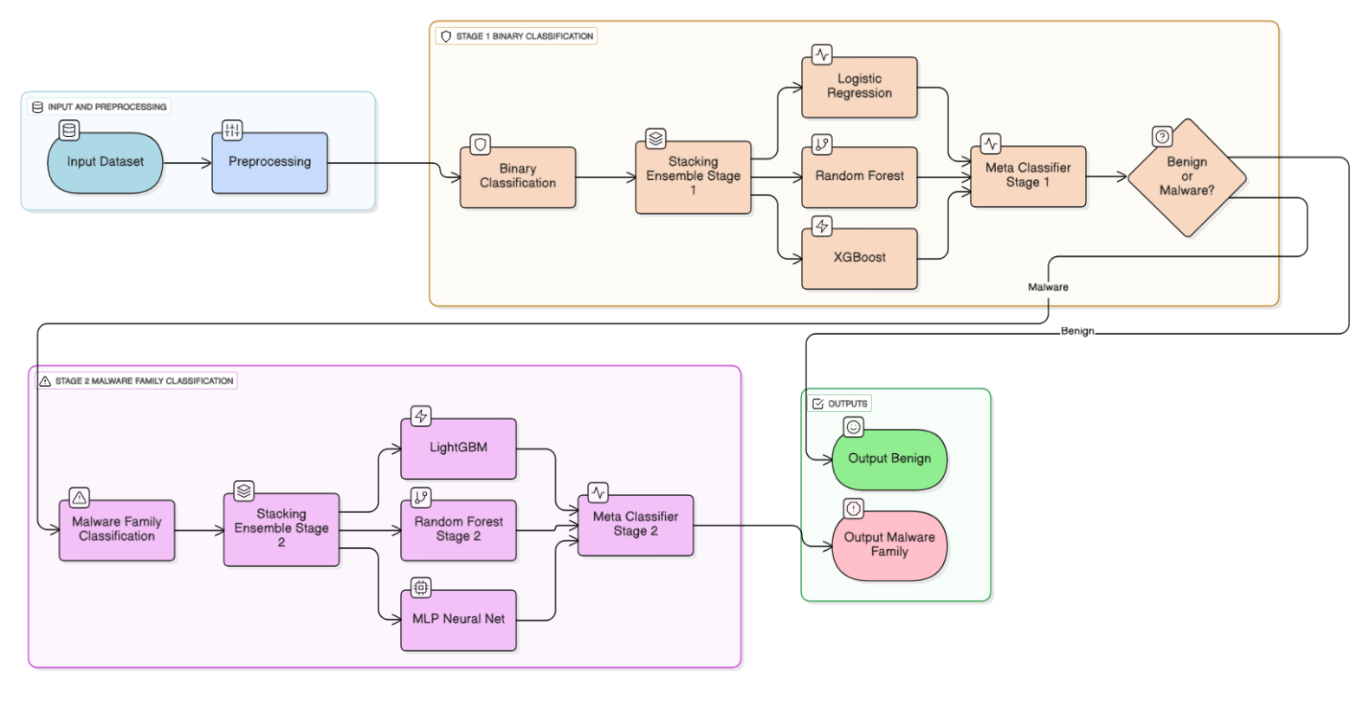 STAGE 1 BINARY CLASSIFICATION
Logistic
Regression
INPUT AND PREPROCESSING
Input Dataset
Preprocessing
Binary
Classification
Stacking
Ensemble Stage
1
Random Forest
XGBoost
Meta Classifier
Stage 1
Benign
or
Malware?
Malware
Benign
STAGE 2 MALWARE FAMILY CLASSIFICATION
Malware Family
Classification
Stacking
Ensemble Stage
2
LightGBM
Random Forest
Stage 2
MLP Neural Net
Meta Classifier
Stage 2
OUTPUTS
Output Benign
Output Malware
Family